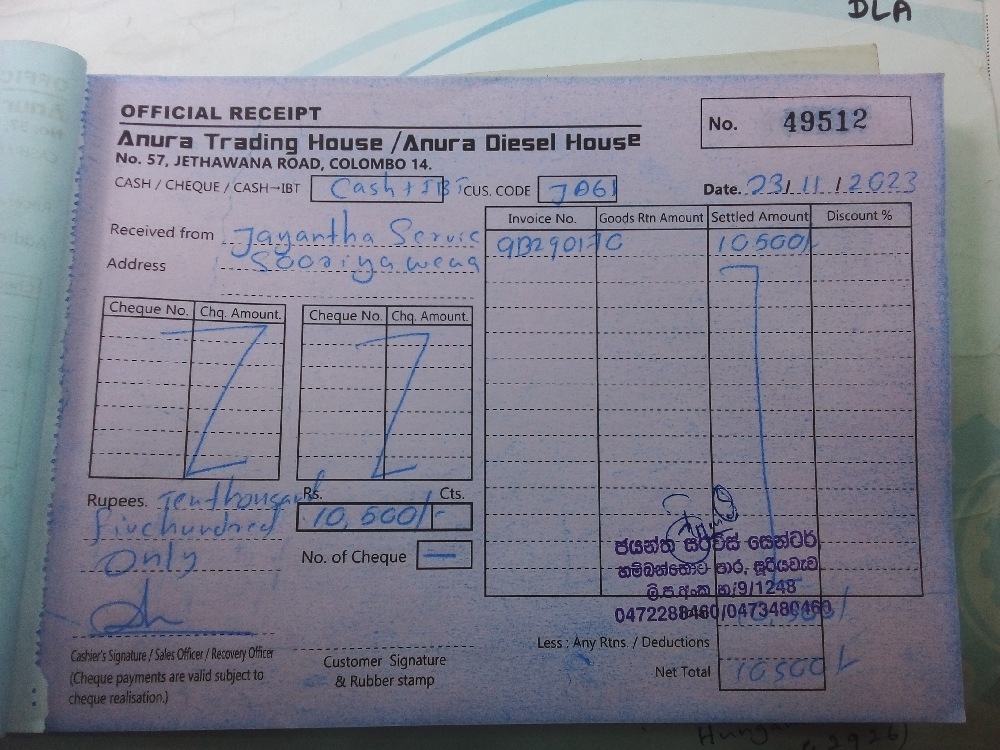 DLA
OFFICIAL RECEIPT
No. 49512
Anura Trading House /Anura Diesel House
No. 57, JETHAWANA ROAD, COLOMBO 14.
CASH / CHEQUE / CASH→IBT Cash + IBT CUS. CODE JA61 Date. 23/11/2023
Received from Jayantha Servic
Address Sooriyawewa
Invoice No. Goods Rtn Amount Settled Amount Discount %
9B290170 10500/
Cheque No. Chq. Amount. Cheque No. Chq. Amount.
Rupees. Ten thousand
five hundred
Only
Rs. Cts.
10,500/-
No. of Cheque —
ජයන්ත සර්විස් සෙන්ටර්
හම්බන්තොට පාර, සූරියවැව
ලි.ප.අංක හ/9/1248
0472288480/0473480460
Less : Any Rtns. / Deductions
Net Total 10500/
Cashier's Signature / Sales Officer / Recovery Officer
(Cheque payments are valid subject to
cheque realisation.)
Customer Signature
& Rubber stamp